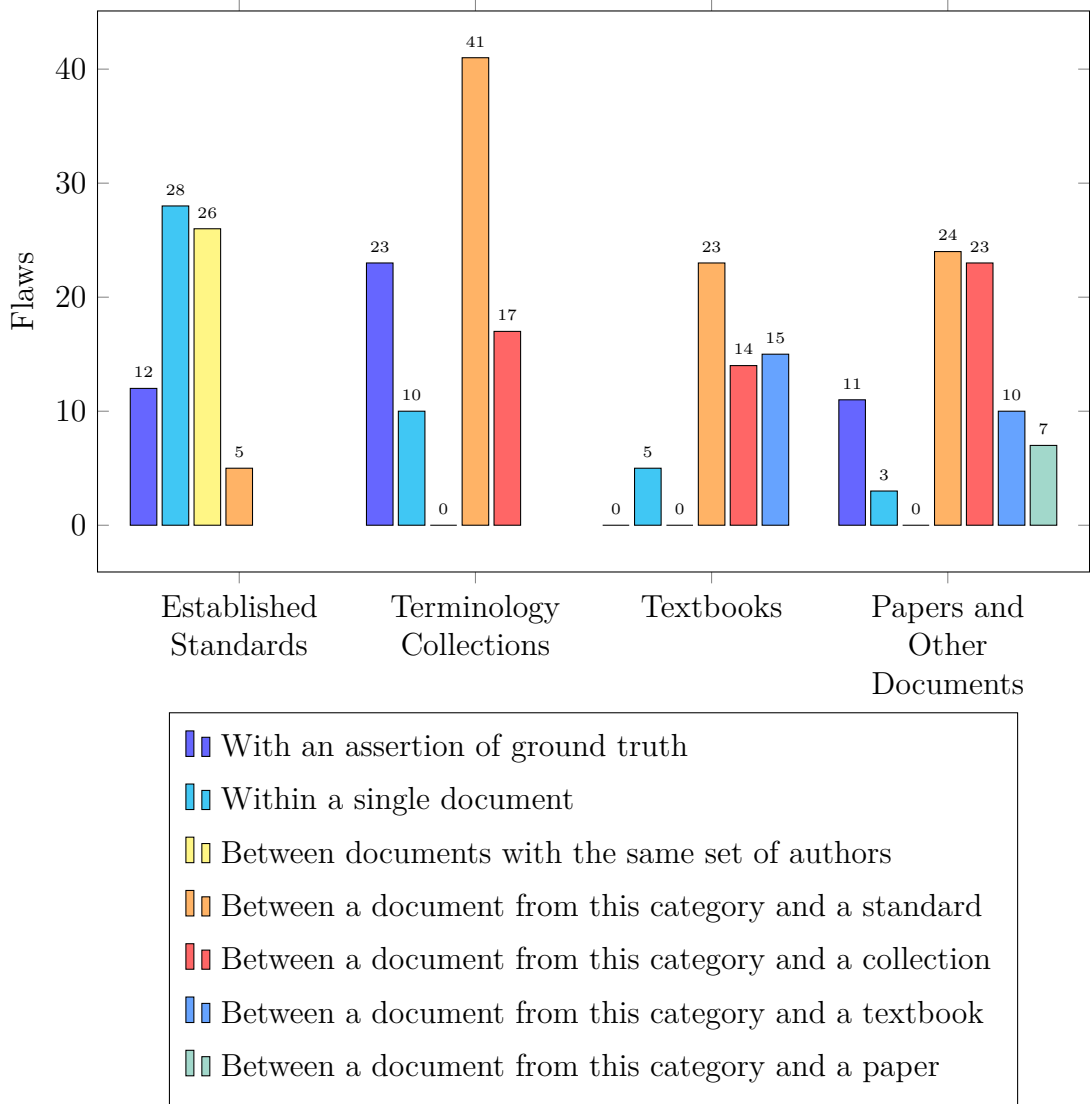 Flaws
40
30
20
10
0
12
28
26
5
23
10
0
41
17
0
5
0
23
14
15
11
3
0
24
23
10
7
Established
Standards
Terminology
Collections
Textbooks
Papers and
Other
Documents
With an assertion of ground truth
Within a single document
Between documents with the same set of authors
Between a document from this category and a standard
Between a document from this category and a collection
Between a document from this category and a textbook
Between a document from this category and a paper